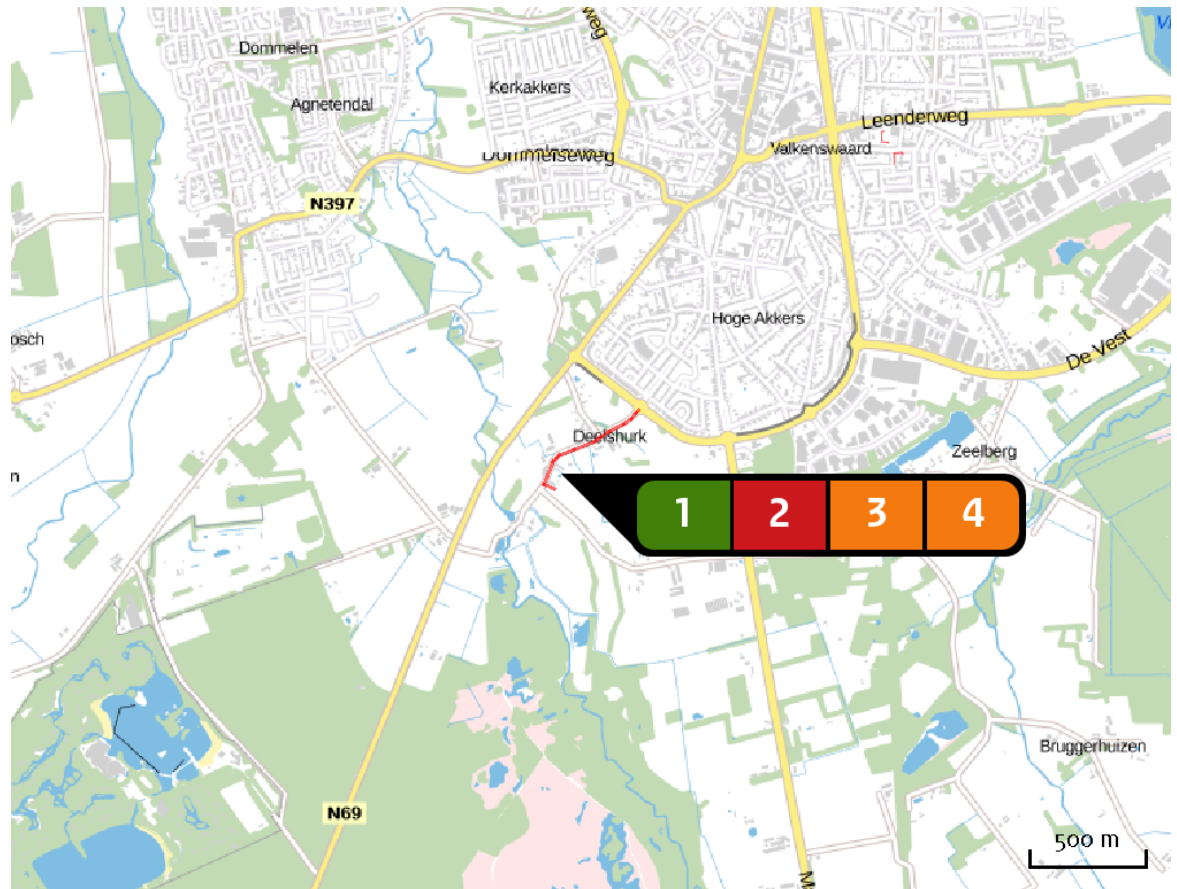 Dommelen
Kerkakkers
Agnetendal
Leenderweg
Valkenswaard
Dommelseweg
N397
Hoge Akkers
osch
De Vest
Deelshurk
Zeelberg
n
1 2 3 4
Bruggerhuizen
N69
500 m